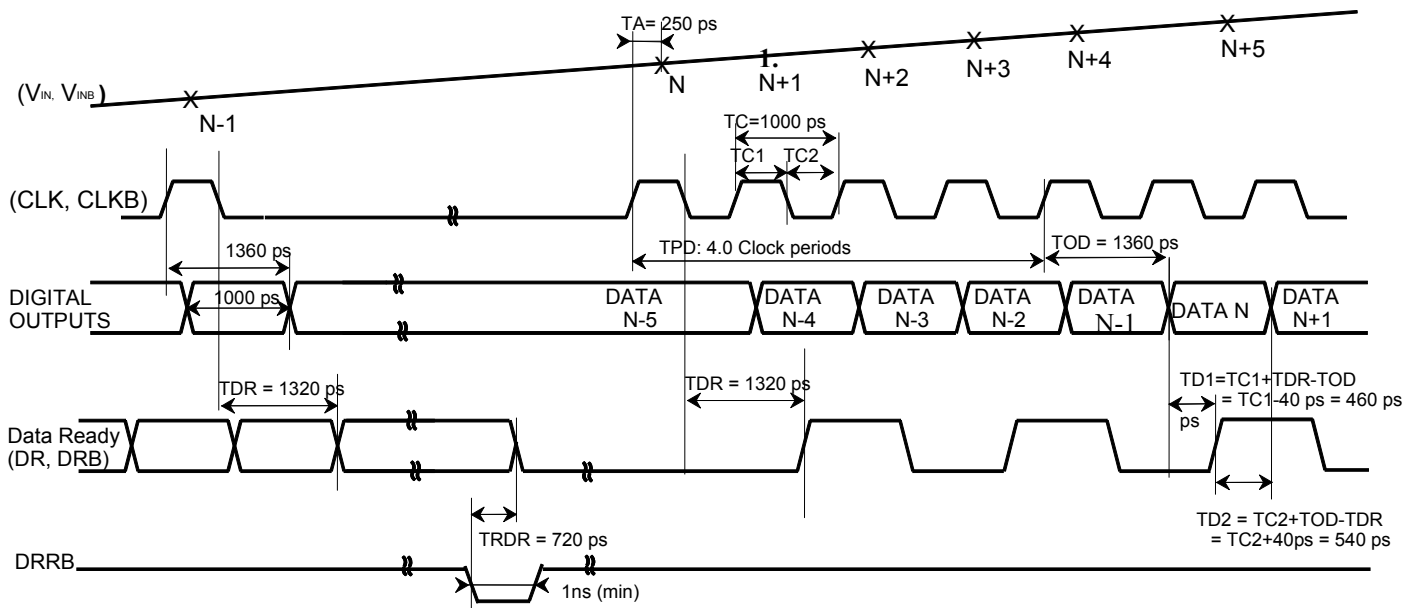 TA= 250 ps
1.
(VIN, VINB)
N-1
N
N+1
N+2
N+3
N+4
N+5
TC=1000 ps
TC1
TC2
(CLK, CLKB)
1360 ps
TPD: 4.0 Clock periods
TOD = 1360 ps
1000 ps
DIGITAL
OUTPUTS
DATA
N-5
DATA
N-4
DATA
N-3
DATA
N-2
DATA
N-1
DATA N
DATA
N+1
TDR = 1320 ps
TDR = 1320 ps
TD1=TC1+TDR-TOD
= TC1-40 ps = 460 ps
ps
Data Ready
(DR, DRB)
TRDR = 720 ps
TD2 = TC2+TOD-TDR
= TC2+40ps = 540 ps
DRRB
1ns (min)